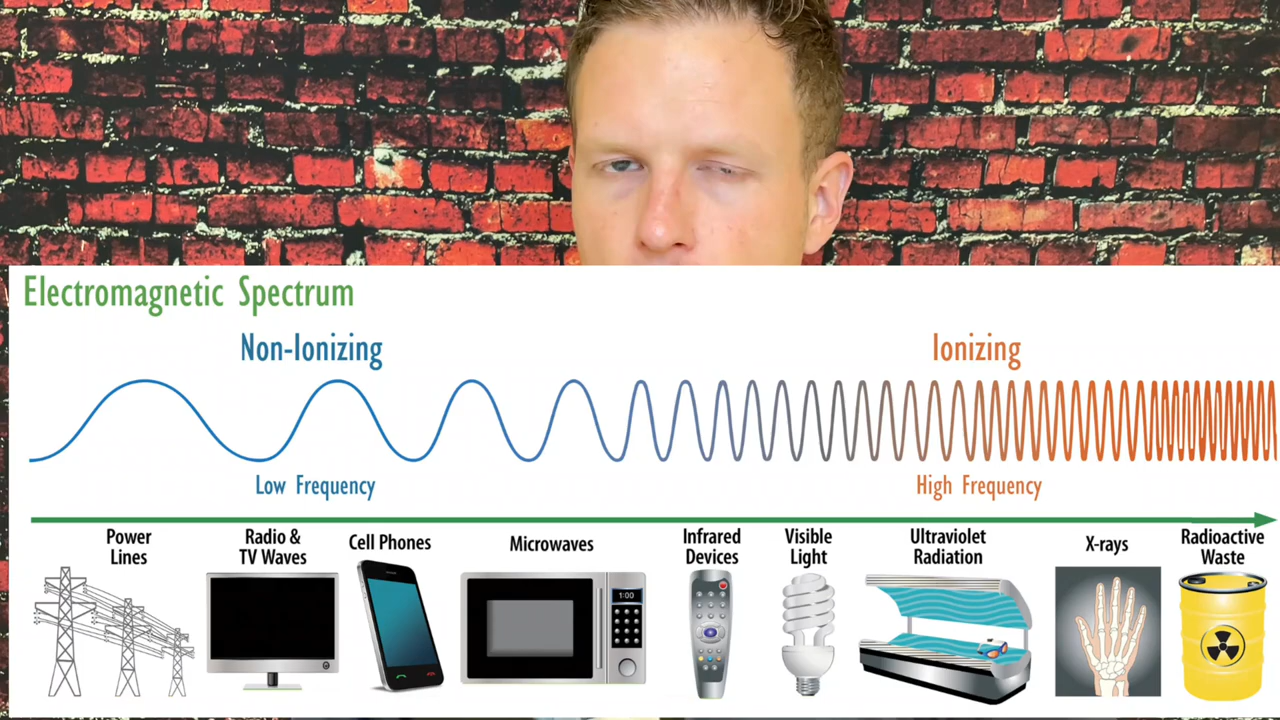 Electromagnetic Spectrum
Non-Ionizing
Ionizing
Low Frequency
High Frequency
Power
Lines
Radio &
TV Waves
Cell Phones
Microwaves
Infrared
Devices
Visible
Light
Ultraviolet
Radiation
X-rays
Radioactive
Waste
1:00